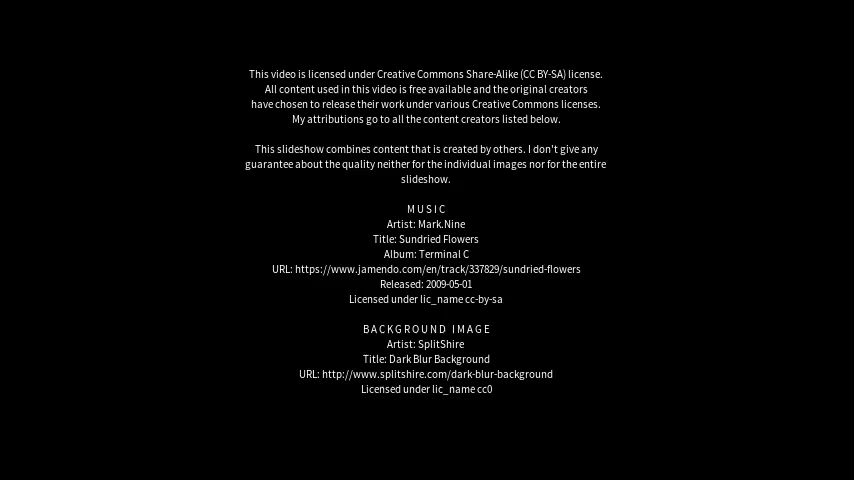 This video is licensed under Creative Commons Share-Alike (CC BY-SA) license.
All content used in this video is free available and the original creators
have chosen to release their work under various Creative Commons licenses.
My attributions go to all the content creators listed below.
This slideshow combines content that is created by others. I don't give any
guarantee about the quality neither for the individual images nor for the entire
slideshow.
MUSIC
Artist: Mark.Nine
Title: Sundried Flowers
Album: Terminal C
URL: https://www.jamendo.com/en/track/337829/sundried-flowers
Released: 2009-05-01
Licensed under lic_name cc-by-sa
BACKGROUND IMAGE
Artist: SplitShire
Title: Dark Blur Background
URL: http://www.splitshire.com/dark-blur-background
Licensed under lic_name cc0